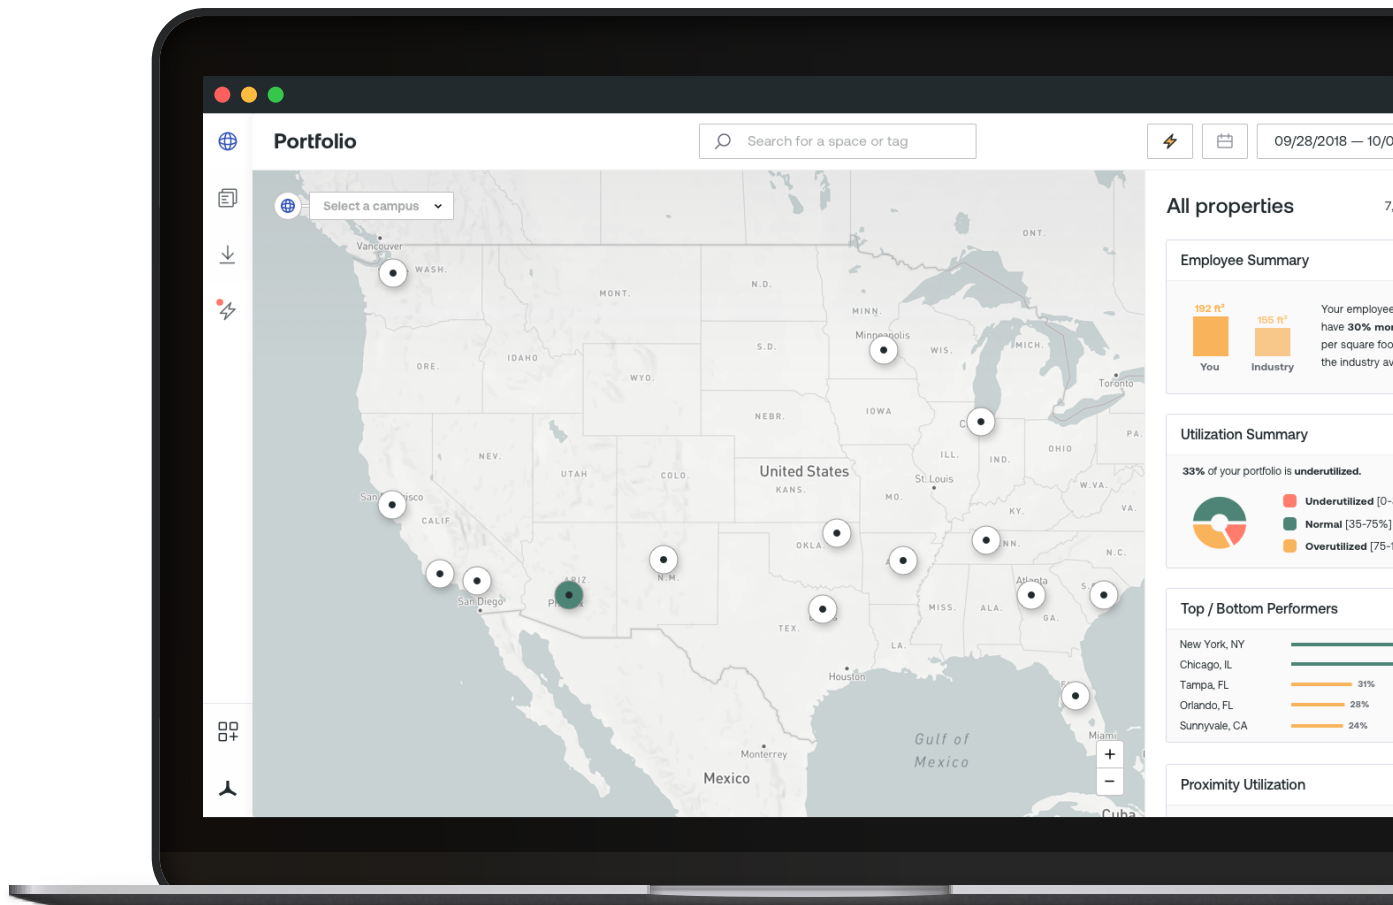 Portfolio
Search for a space or tag
09/28/2018 — 10/0
Select a campus
All properties
7,
Vancouver
WASH.
MONT.
N.D.
MINN.
ONT.
Minneapolis
ORE.
IDAHO
WYO.
S.D.
WIS.
MICH.
Toronto
NEBR.
IOWA
PA.
NEV.
UTAH
COLO.
United States
KANS.
ILL.
IND.
OHIO
St. Louis
MO.
W.VA.
KY.
VA.
CALIF.
OKLA.
N.C.
San Diego
ARIZ.
N.M.
Atlanta
TEX.
MISS.
ALA.
GA.
LA.
Houston
Gulf of
Mexico
Miami
Monterrey
Mexico
Cuba
Employee Summary
192 ft²
155 ft²
You
Industry
Your employee
have 30% mor
per square foo
the industry av
Utilization Summary
33% of your portfolio is underutilized.
Underutilized [0-
Normal [35-75%]
Overutilized [75-1
Top / Bottom Performers
New York, NY
Chicago, IL
Tampa, FL 31%
Orlando, FL 28%
Sunnyvale, CA 24%
Proximity Utilization